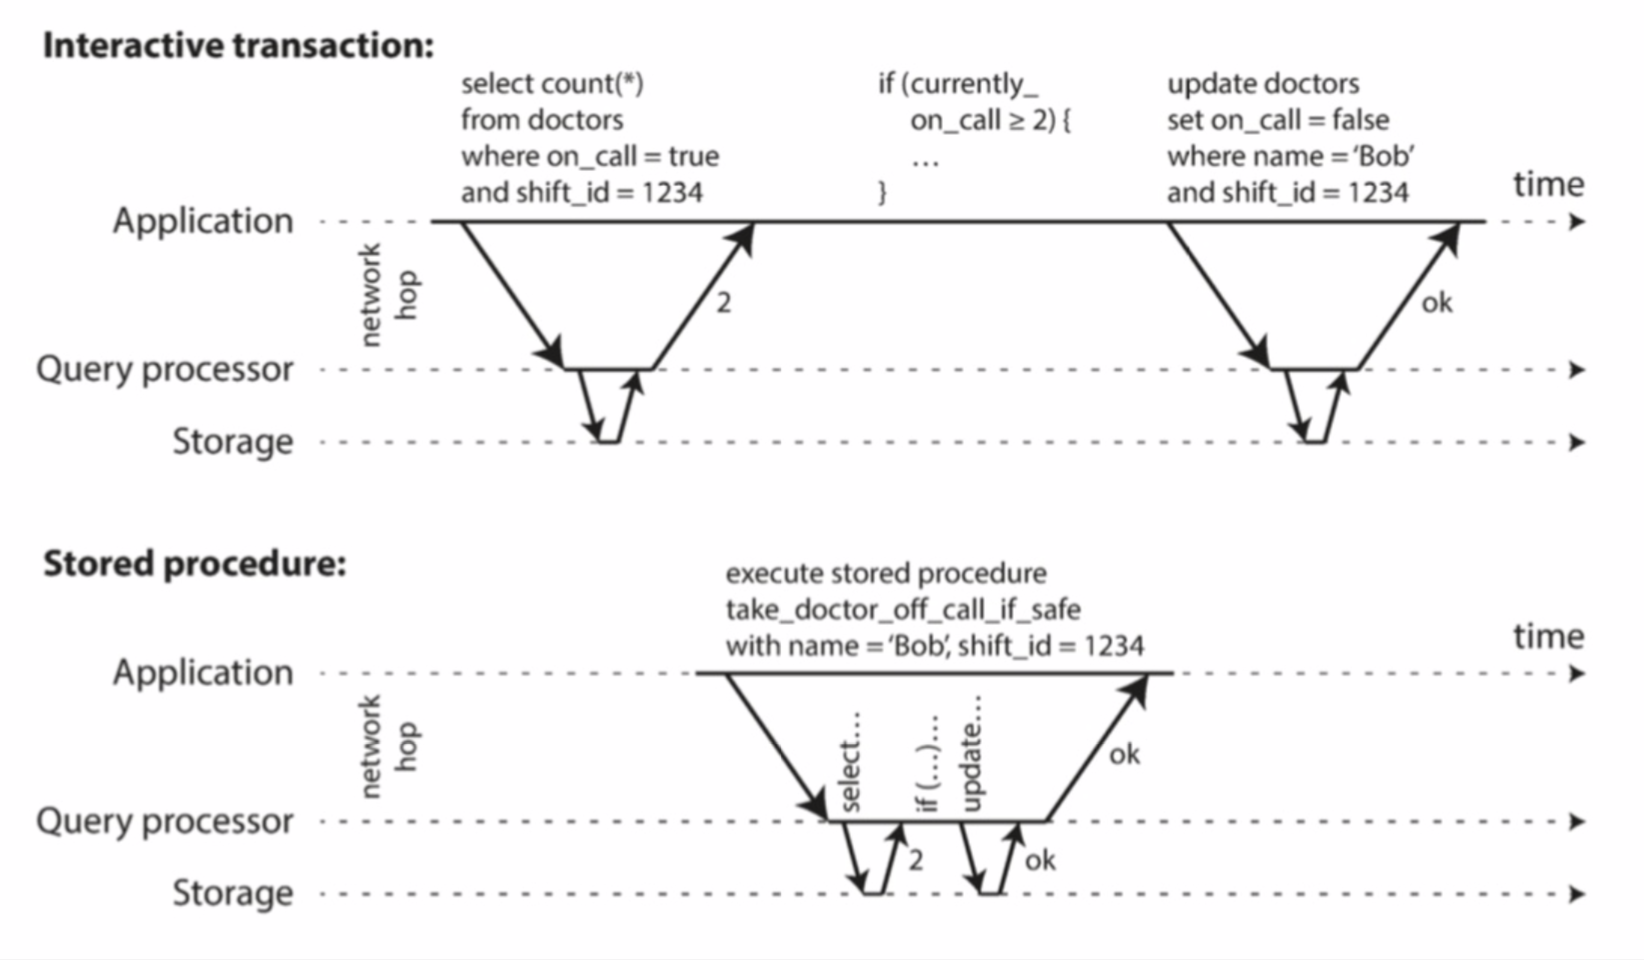 Interactive transaction:
select count(*)
from doctors
where on_call = true
and shift_id = 1234
if (currently_
on_call ≥ 2) {
…
}
update doctors
set on_call = false
where name = ‘Bob’
and shift_id = 1234
time
Application
network
hop
2
ok
Query processor
Storage
Stored procedure:
execute stored procedure
take_doctor_off_call_if_safe
with name = ‘Bob’, shift_id = 1234
time
Application
network
hop
select…
if (…)…
update…
ok
Query processor
2
ok
Storage